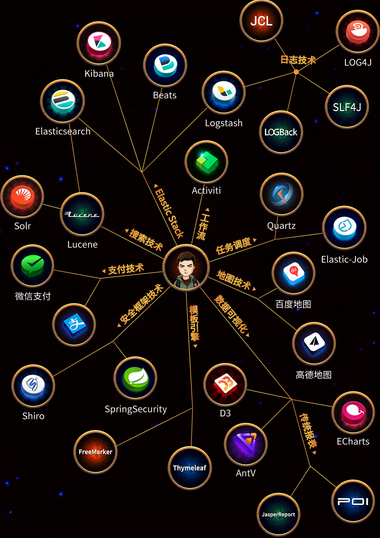 JCL
日志技术
LOG4J
Kibana
Beats
Elasticsearch
Logstash
LOGBack
SLF4J
Activiti
Elastic Stack
工作流
Solr
Lucene
Lucene
搜索技术
任务调度
Quartz
Elastic-Job
支付技术
地图技术
微信支付
支
百度地图
安全框架技术
模板引擎
数据可视化
高德地图
Shiro
SpringSecurity
D3
传统报表
ECharts
FreeMarker
Thymeleaf
AntV
JasperReport
POI